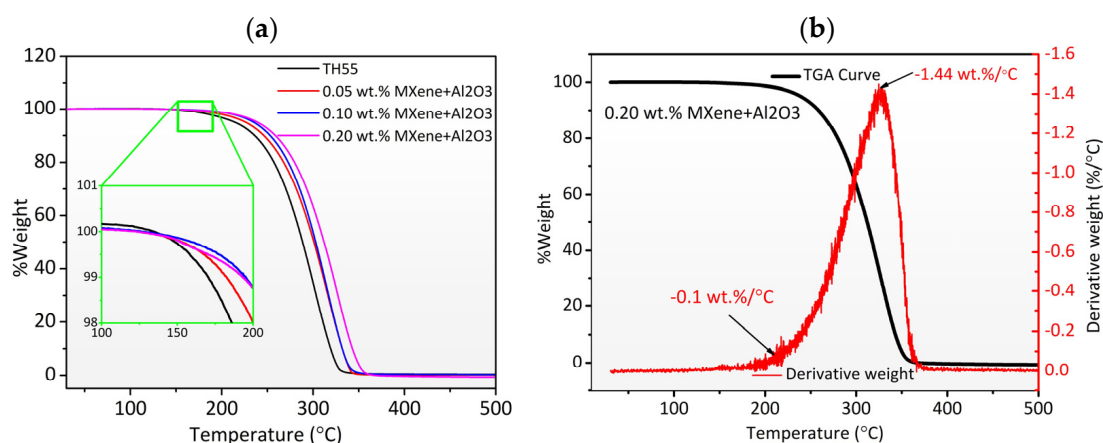 (a)
120
100
80
60
40
20
0
%Weight
TH55
0.05 wt.% MXene+Al2O3
0.10 wt.% MXene+Al2O3
0.20 wt.% MXene+Al2O3
101
100
99
98
100 150 200
100 200 300 400 500
Temperature (°C)
(b)
100
80
60
40
20
0
%Weight
TGA Curve
0.20 wt.% MXene+Al2O3
-1.44 wt.%/°C
-0.1 wt.%/°C
Derivative weight
100 200 300 400 500
Temperature (°C)
-1.6
-1.4
-1.2
-1.0
-0.8
-0.6
-0.4
-0.2
0.0
Derivative weight (%/°C)